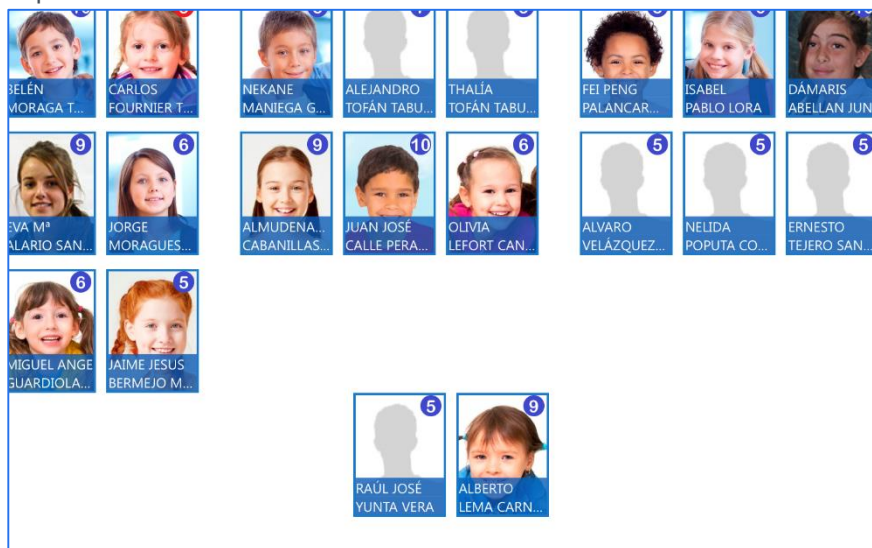 BELÉN
MORAGA T...
CARLOS
FOURNIER T...
NEKANE
MANIEGA G...
ALEJANDRO
TOFÁN TABU...
THALÍA
TOFÁN TABU...
FEI PENG
PALANCAR...
ISABEL
PABLO LORA
DÁMARIS
ABELLAN JUN
9
EVA Mª
ALARIO SAN...
6
JORGE
MORAGUES...
9
ALMUDENA...
CABANILLAS...
10
JUAN JOSÉ
CALLE PERA...
6
OLIVIA
LEFORT CAN...
5
ALVARO
VELÁZQUEZ...
5
NELIDA
POPUTA CO...
5
ERNESTO
TEJERO SAN...
6
MIGUEL ANGE
GUARDIOLA...
5
JAIME JESUS
BERMEJO M...
5
RAÚL JOSÉ
YUNTA VERA
9
ALBERTO
LEMA CARN...